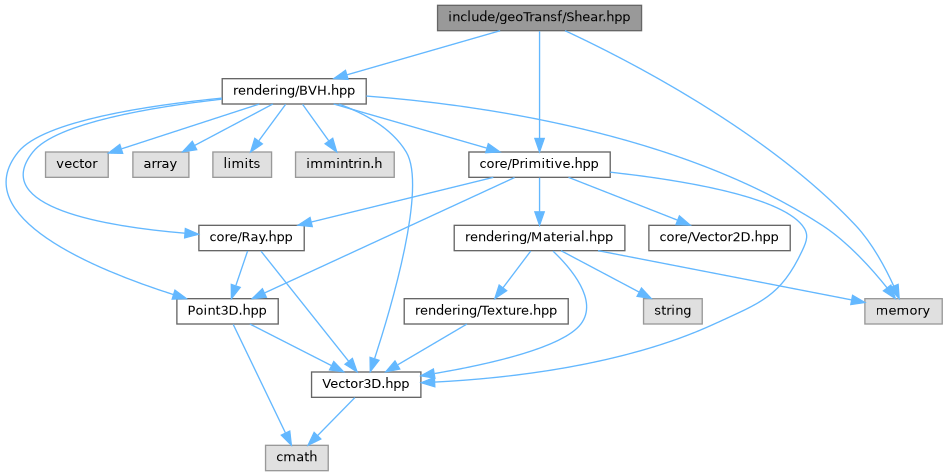 include/geoTransf/Shear.hpp
rendering/BVH.hpp
vector
array
limits
immintrin.h
core/Primitive.hpp
core/Ray.hpp
rendering/Material.hpp
core/Vector2D.hpp
Point3D.hpp
rendering/Texture.hpp
string
memory
Vector3D.hpp
cmath